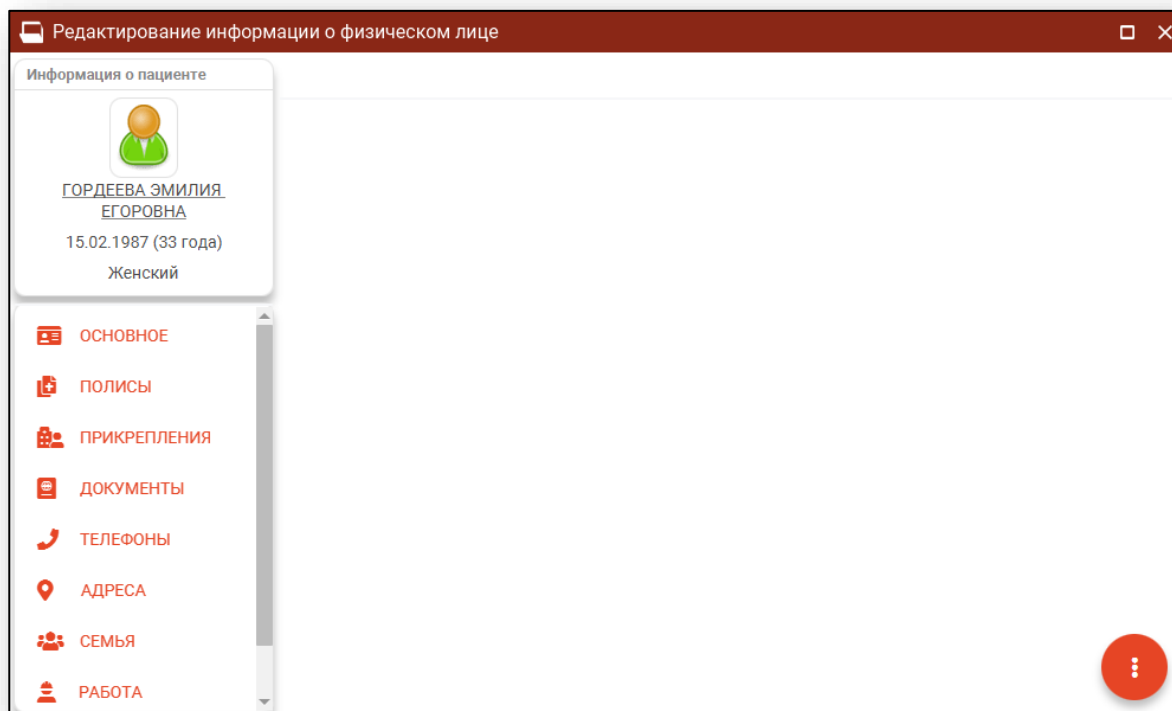 Редактирование информации о физическом лице
Информация о пациенте
ГОРДЕЕВА ЭМИЛИЯ
ЕГОРОВНА
15.02.1987 (33 года)
Женский
ОСНОВНОЕ
ПОЛИСЫ
ПРИКРЕПЛЕНИЯ
ДОКУМЕНТЫ
ТЕЛЕФОНЫ
АДРЕСА
СЕМЬЯ
РАБОТА